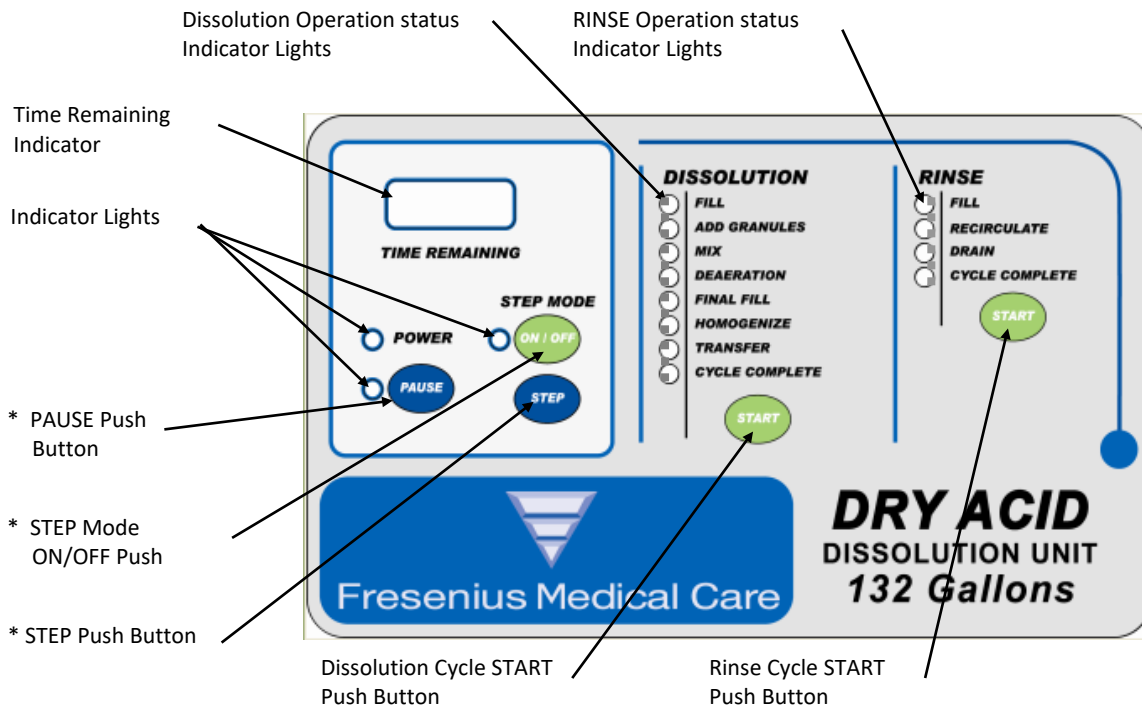 Dissolution Operation status
Indicator Lights
RINSE Operation status
Indicator Lights
Time Remaining
Indicator
Indicator Lights
* PAUSE Push
Button
* STEP Mode
ON/OFF Push
* STEP Push Button
TIME REMAINING
STEP MODE
POWER
ON / OFF
PAUSE
STEP
DISSOLUTION
FILL
ADD GRANULES
MIX
DEAERATION
FINAL FILL
HOMOGENIZE
TRANSFER
CYCLE COMPLETE
START
RINSE
FILL
RECIRCULATE
DRAIN
CYCLE COMPLETE
START
Fresenius Medical Care
DRY ACID
DISSOLUTION UNIT
132 Gallons
Dissolution Cycle START
Push Button
Rinse Cycle START
Push Button